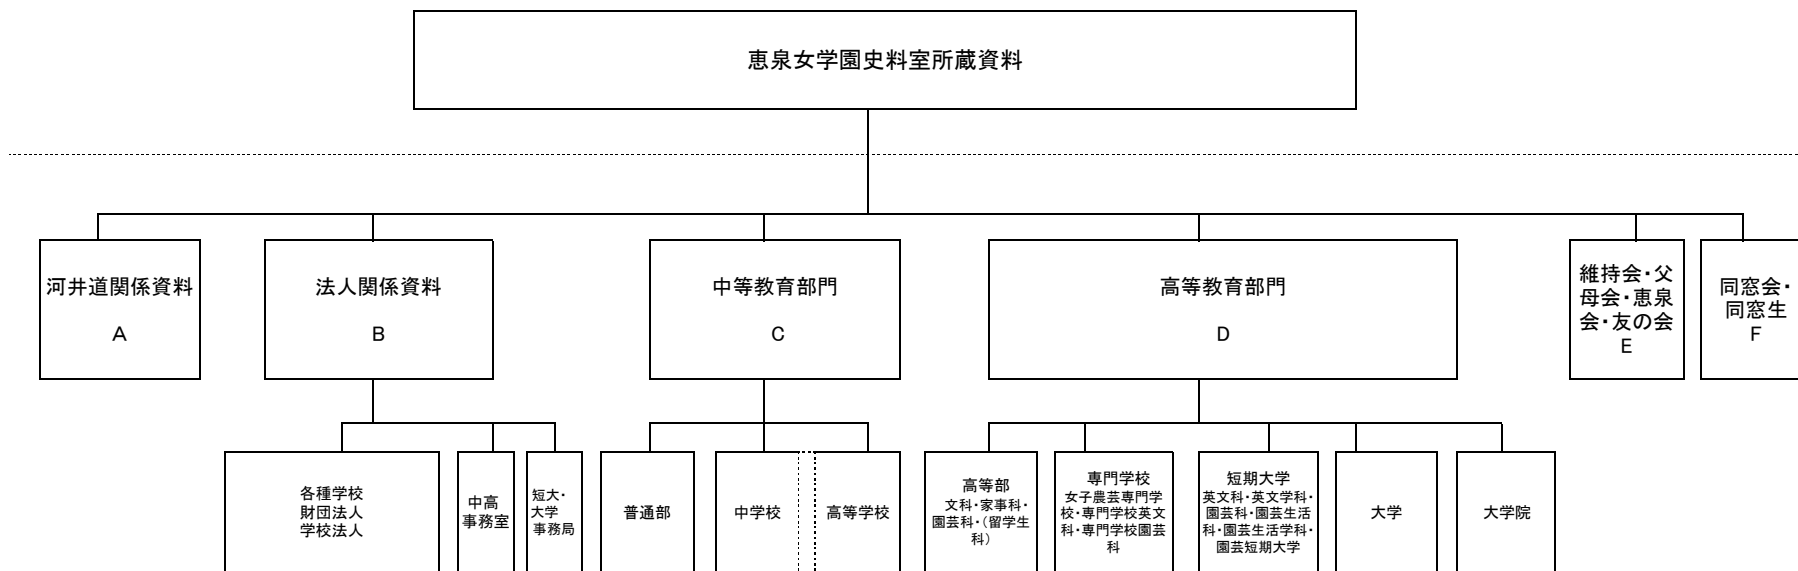 恵泉女学園史料室所蔵資料
河井道関係資料
A
法人関係資料
B
中等教育部門
C
高等教育部門
D
維持会・父
母会・恵泉
会・友の会
E
同窓会・
同窓生
F
各種学校
財団法人
学校法人
中高
事務室
短大・
大学
事務局
普通部
中学校
高等学校
高等部
文科・家事科・
園芸科・(留学生
科)
専門学校
女子農芸専門学
校・専門学校英文
科・専門学校園芸
科
短期大学
英文科・英文学科・
園芸科・園芸生活
科・園芸生活学科・
園芸短期大学
大学
大学院